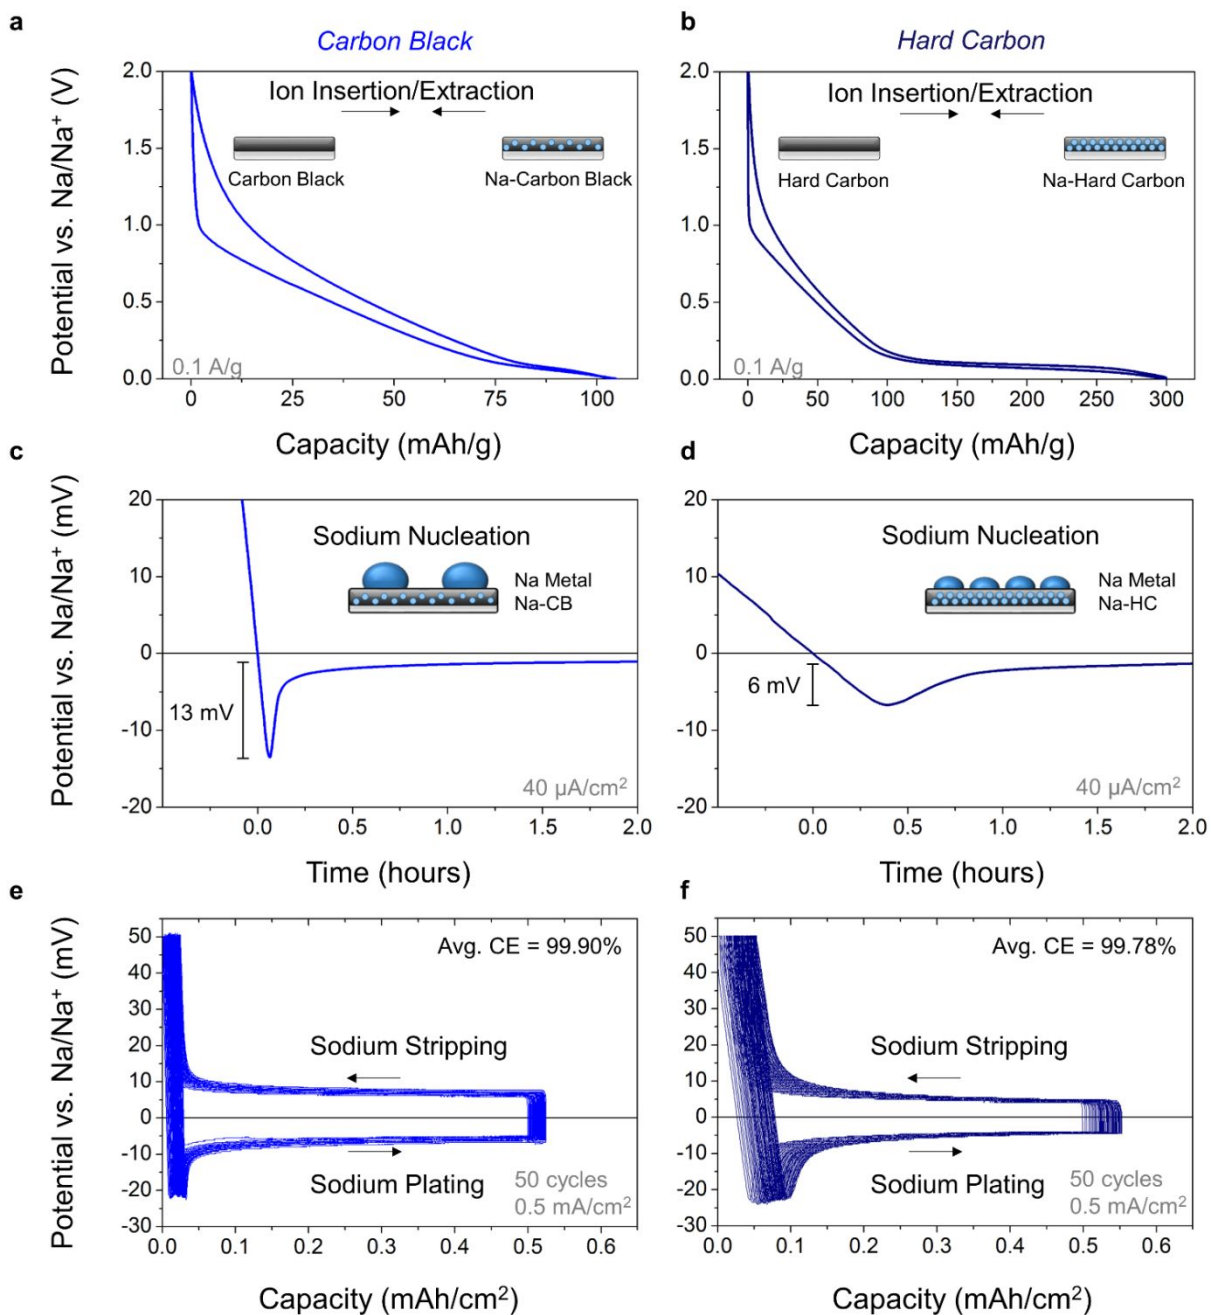 a
Carbon Black
Potential vs. Na/Na⁺ (V)
2.0
1.5
1.0
0.5
0.0
Ion Insertion/Extraction
Carbon Black
Na-Carbon Black
0.1 A/g
0 25 50 75 100
Capacity (mAh/g)
b
Hard Carbon
2.0
1.5
1.0
0.5
0.0
Ion Insertion/Extraction
Hard Carbon
Na-Hard Carbon
0.1 A/g
0 50 100 150 200 250 300
Capacity (mAh/g)
c
Potential vs. Na/Na⁺ (mV)
20
10
0
-10
-20
Sodium Nucleation
Na Metal
Na-CB
13 mV
40 µA/cm²
0.0 0.5 1.0 1.5 2.0
Time (hours)
d
20
10
0
-10
-20
Sodium Nucleation
Na Metal
Na-HC
6 mV
40 µA/cm²
0.0 0.5 1.0 1.5 2.0
Time (hours)
e
Potential vs. Na/Na⁺ (mV)
50
40
30
20
10
0
-10
-20
-30
Avg. CE = 99.90%
Sodium Stripping
Sodium Plating
50 cycles
0.5 mA/cm²
0.0 0.1 0.2 0.3 0.4 0.5 0.6
Capacity (mAh/cm²)
f
50
40
30
20
10
0
-10
-20
-30
Avg. CE = 99.78%
Sodium Stripping
Sodium Plating
50 cycles
0.5 mA/cm²
0.0 0.1 0.2 0.3 0.4 0.5 0.6
Capacity (mAh/cm²)